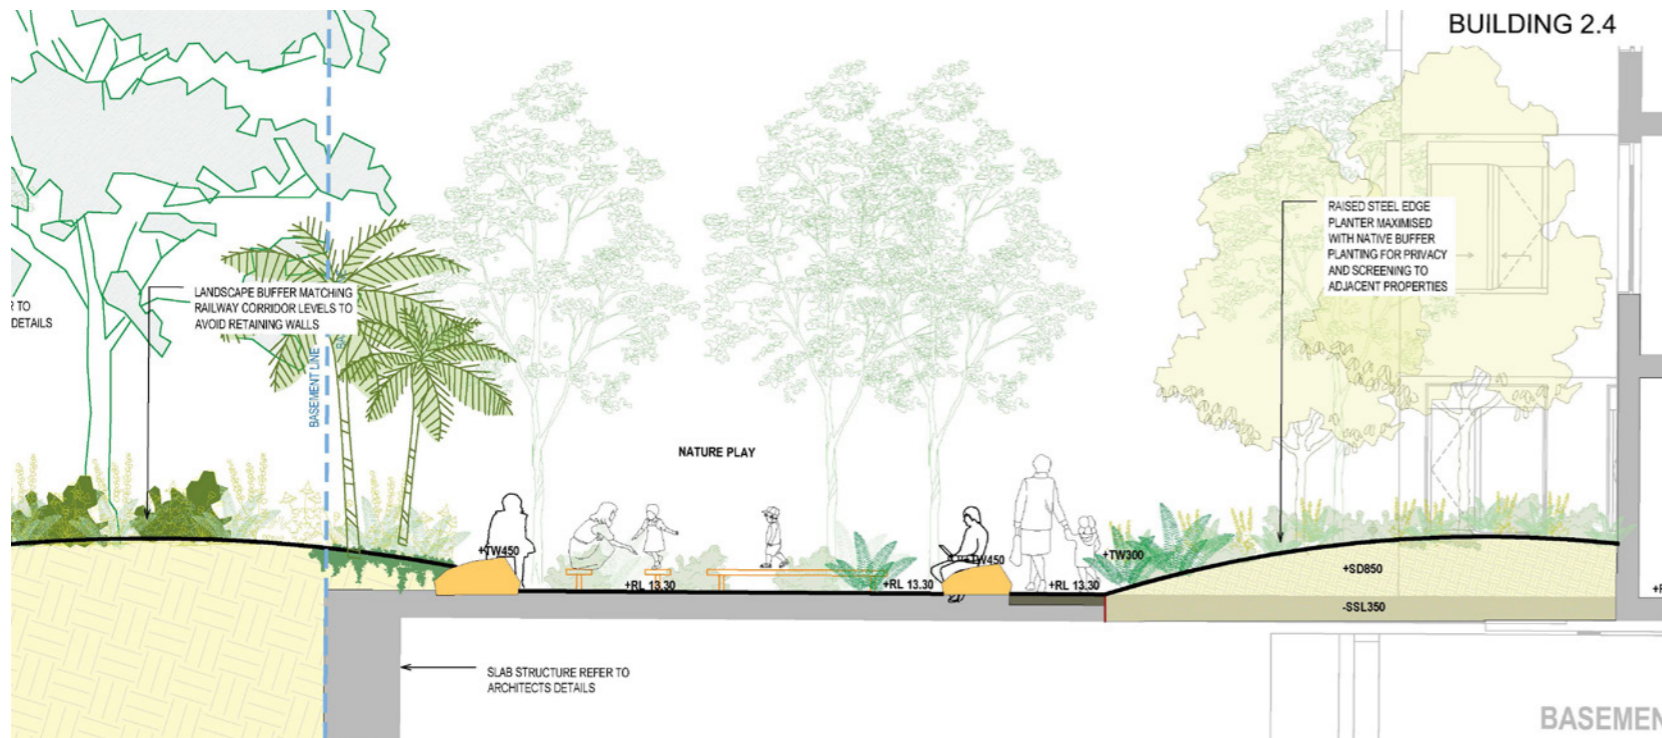 BUILDING 2.4
RAISED STEEL EDGE
PLANTER MAXIMISED
WITH NATIVE BUFFER
PLANTING FOR PRIVACY
AND SCREENING TO
ADJACENT PROPERTIES
LANDSCAPE BUFFER MATCHING
RAILWAY CORRIDOR LEVELS TO
AVOID RETAINING WALLS
TO
DETAILS
BASEMENT LINE
NATURE PLAY
+TW450
+TW450
+TW300
+RL 13.30
+RL 13.30
+RL 13.30
+SD850
-SSL350
SLAB STRUCTURE REFER TO
ARCHITECTS DETAILS
BASEMEN